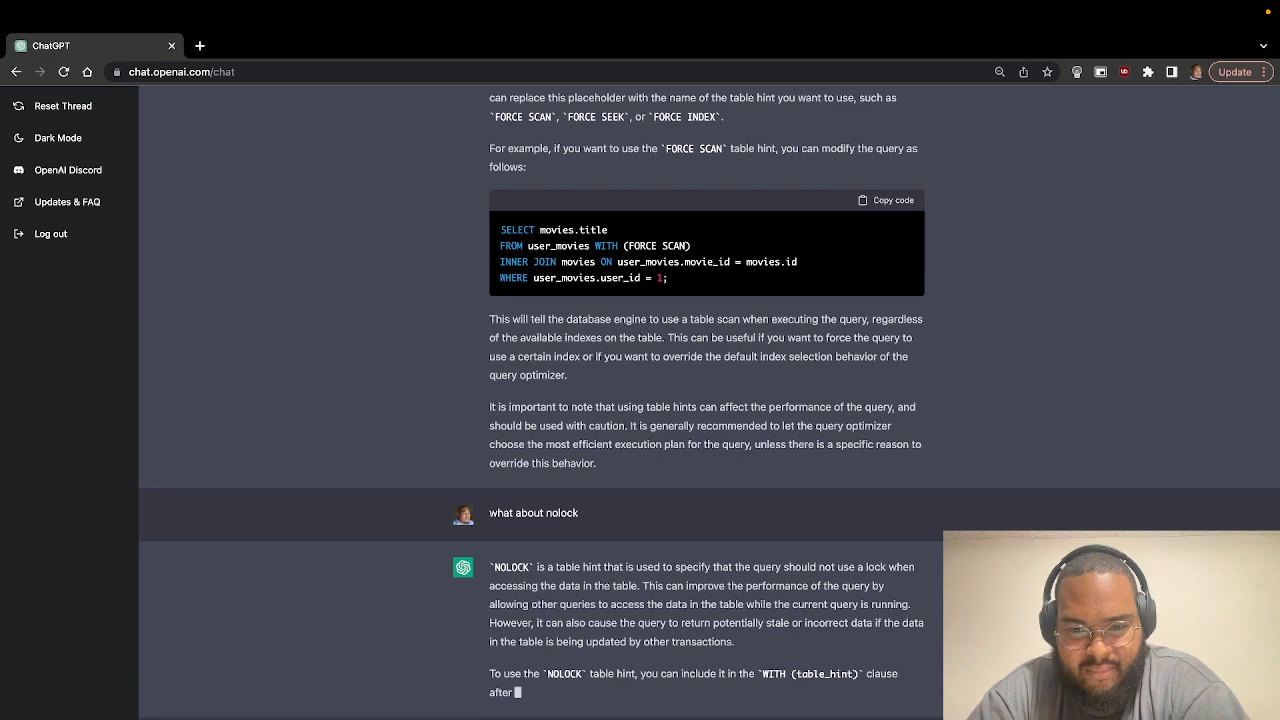 ChatGPT
chat.openai.com/chat
Update
Reset Thread
Dark Mode
OpenAI Discord
Updates & FAQ
Log out
can replace this placeholder with the name of the table hint you want to use, such as
`FORCE SCAN`, `FORCE SEEK`, or `FORCE INDEX`.
For example, if you want to use the `FORCE SCAN` table hint, you can modify the query as
follows:
Copy code
SELECT movies.title
FROM user_movies WITH (FORCE SCAN)
INNER JOIN movies ON user_movies.movie_id = movies.id
WHERE user_movies.user_id = 1;
This will tell the database engine to use a table scan when executing the query, regardless
of the available indexes on the table. This can be useful if you want to force the query to
use a certain index or if you want to override the default index selection behavior of the
query optimizer.
It is important to note that using table hints can affect the performance of the query, and
should be used with caution. It is generally recommended to let the query optimizer
choose the most efficient execution plan for the query, unless there is a specific reason to
override this behavior.
what about nolock
`NOLOCK` is a table hint that is used to specify that the query should not use a lock when
accessing the data in the table. This can improve the performance of the query by
allowing other queries to access the data in the table while the current query is running.
However, it can also cause the query to return potentially stale or incorrect data if the data
in the table is being updated by other transactions.
To use the `NOLOCK` table hint, you can include it in the `WITH (table_hint)` clause
after